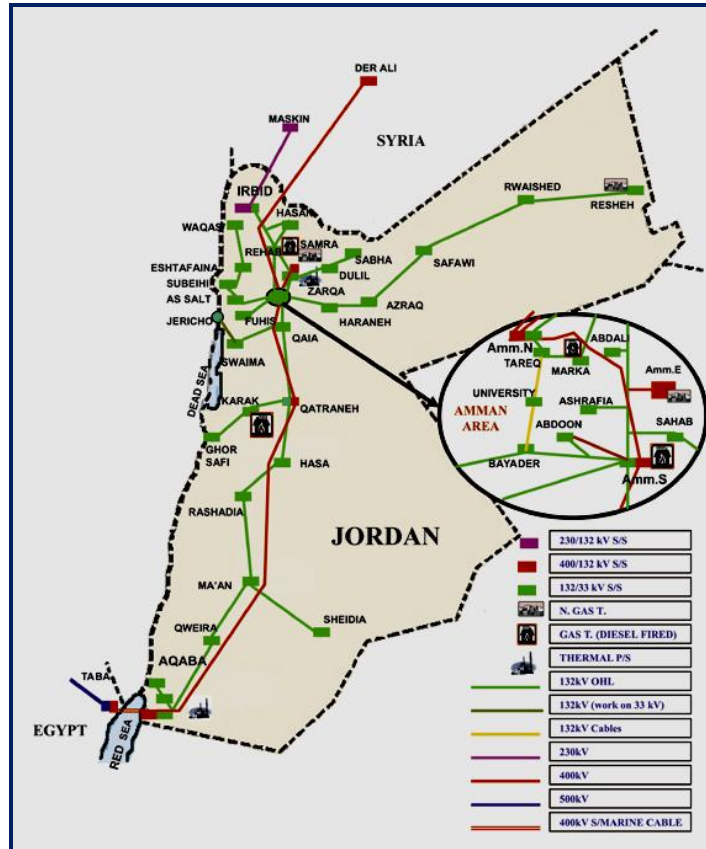 DER ALI
MASKIN
SYRIA
IRBID
HASAN
WAQAS
RWAISHED
RESHEH
REHAB
SAMRA
SABHA
SAFAWI
ESHTAFAINA
DULIL
SUBEIHI
ZARQA
AS SALT
AZRAQ
JERICHO
FUHIS
HARANEH
QAIA
SWAIMA
DEAD SEA
KARAK
QATRANEH
GHOR
SAFI
HASA
RASHADIA
JORDAN
MA'AN
SHEIDIA
QWEIRA
AQABA
TABA
EGYPT
RED SEA
Amm.N
ABDALI
TAREQ
MARKA
Amm.E
UNIVERSITY
ASHRAFIA
AMMAN
AREA
ABDOON
SAHAB
BAYADER
Amm.S
230/132 kV S/S
400/132 kV S/S
132/33 kV S/S
N. GAS T.
GAS T. (DIESEL FIRED)
THERMAL P/S
132kV OHL
132kV (work on 33 kV)
132kV Cables
230kV
400kV
500kV
400kV S/MARINE CABLE